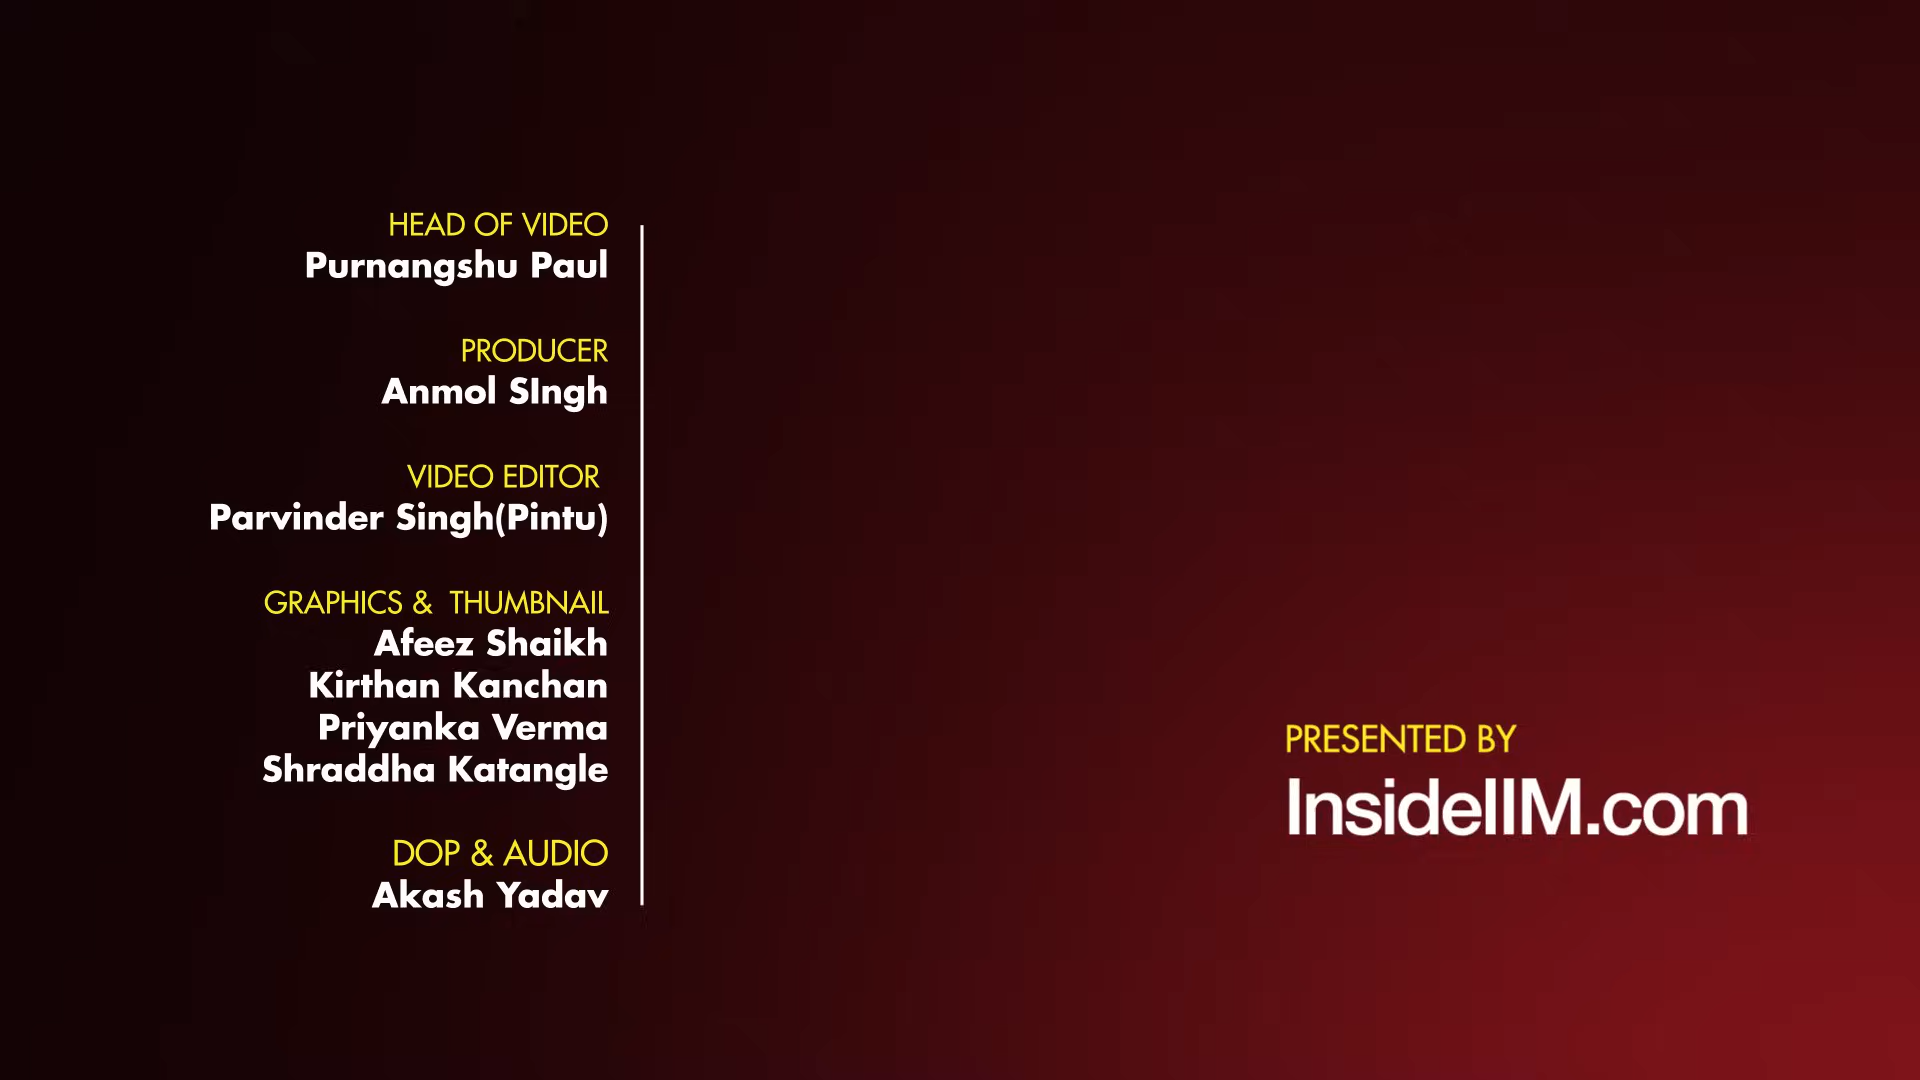 HEAD OF VIDEO
Purnangshu Paul
PRODUCER
Anmol SIngh
VIDEO EDITOR
Parvinder Singh(Pintu)
GRAPHICS &  THUMBNAIL
Afeez Shaikh
Kirthan Kanchan
Priyanka Verma
Shraddha Katangle
DOP & AUDIO
Akash Yadav
PRESENTED BY
InsideIIM.com